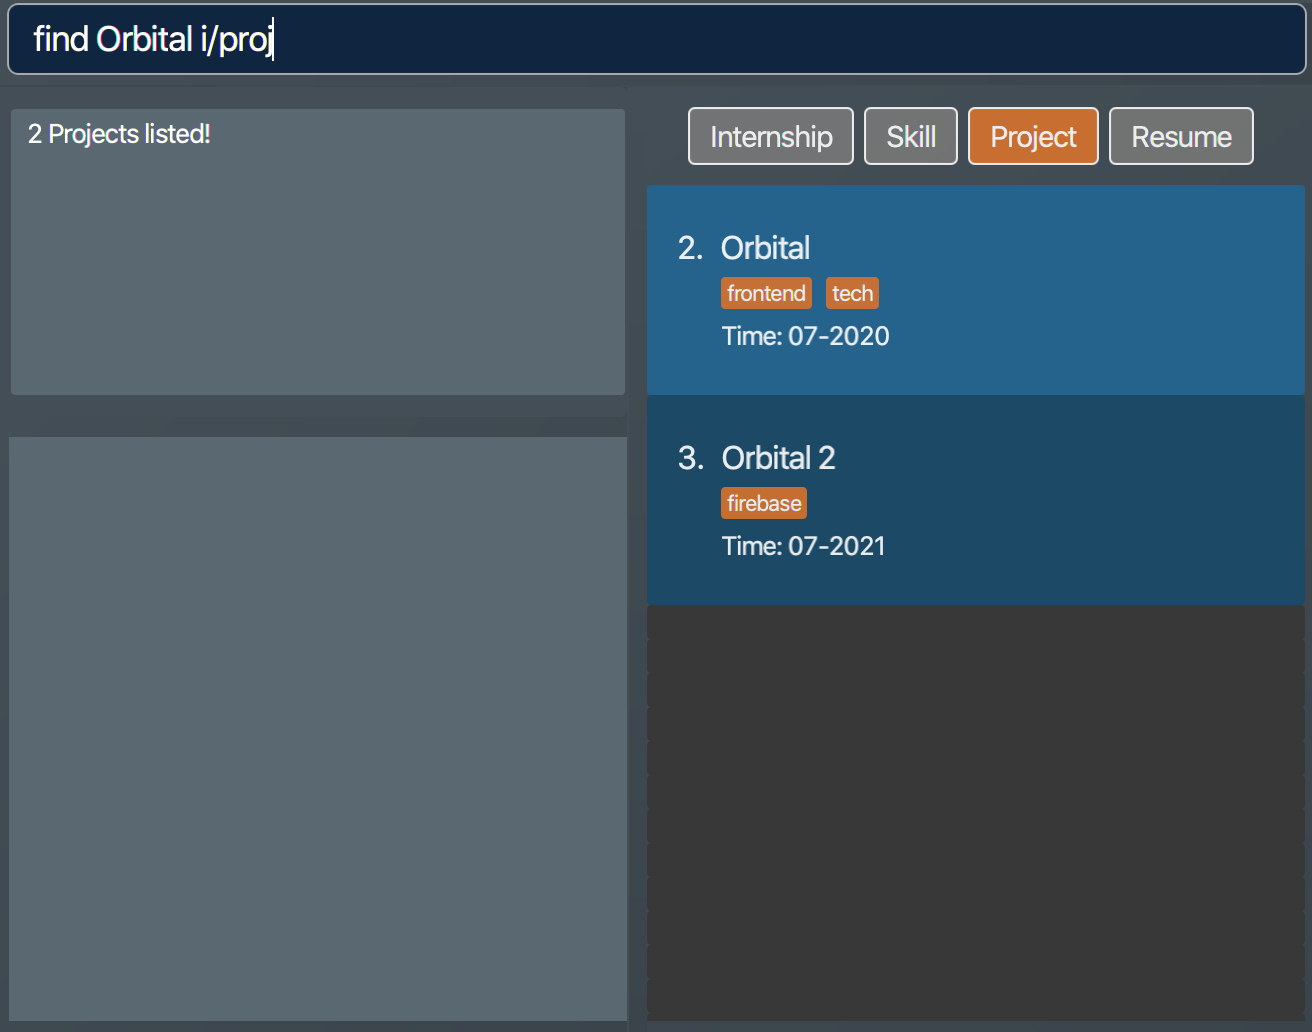 find Orbital i/proj
2 Projects listed!
Internship Skill Project Resume
2. Orbital
frontend tech
Time: 07-2020
3. Orbital 2
firebase
Time: 07-2021